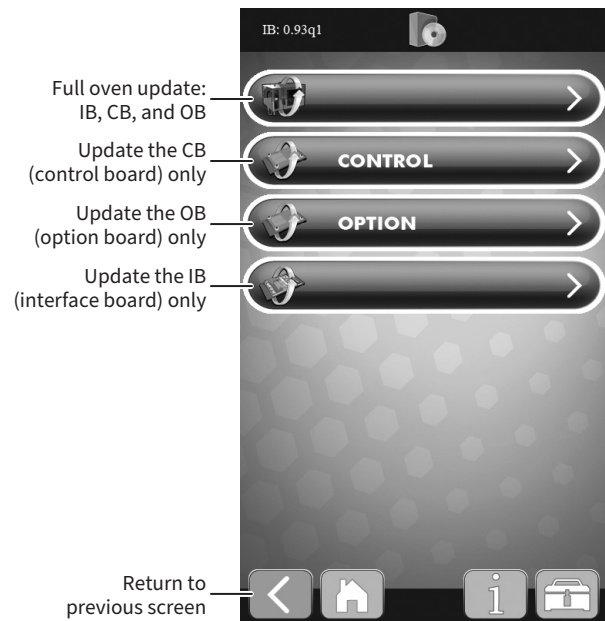 IB: 0.93q1
Full oven update:
IB, CB, and OB
Update the CB
(control board) only
CONTROL
Update the OB
(option board) only
OPTION
Update the IB
(interface board) only
Return to
previous screen
i